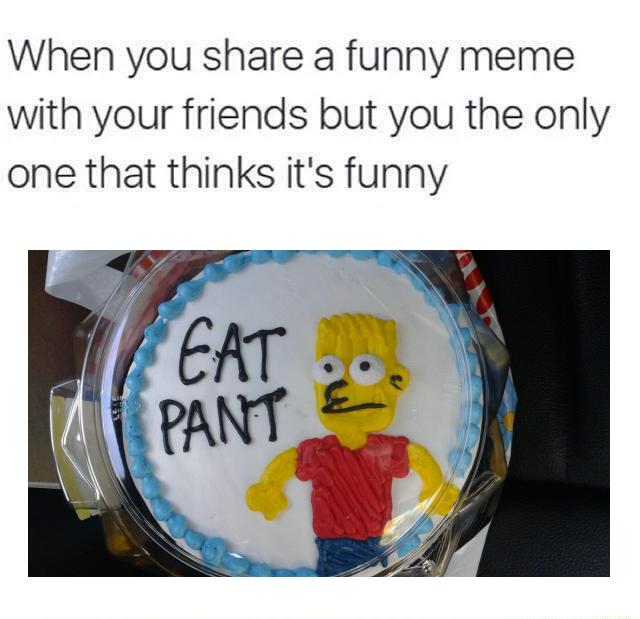 When you share a funny meme
with your friends but you the only
one that thinks it's funny
EAT
PANT